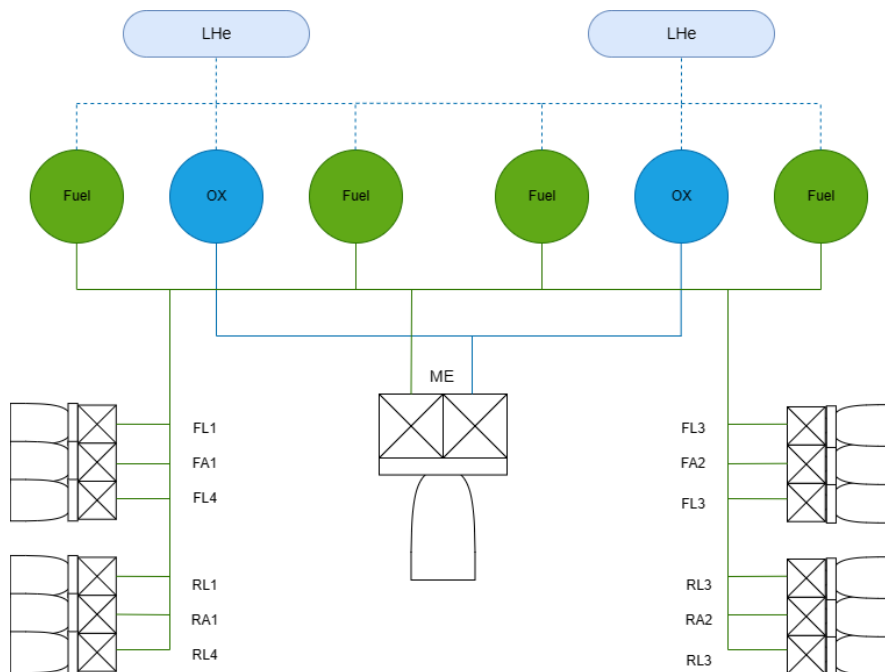 LHe
LHe
Fuel
OX
Fuel
Fuel
OX
Fuel
ME
FL1
FL3
FA1
FA2
FL4
FL3
RL1
RL3
RA1
RA2
RL4
RL3